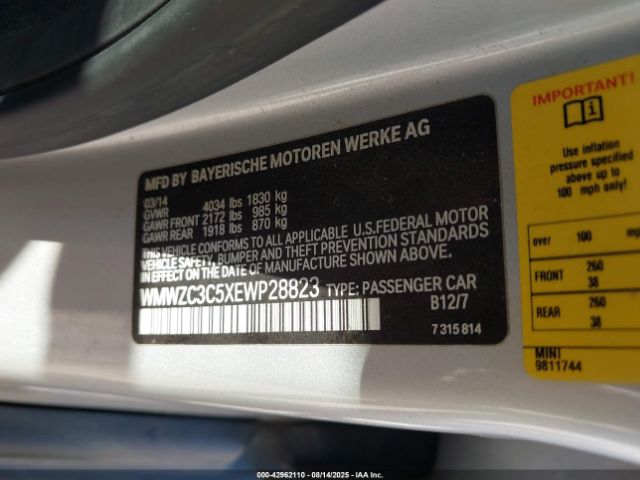 MFD BY BAYERISCHE MOTOREN WERKE AG
03/14
GVWR 4034 lbs 1830 kg
GAWR FRONT 2172 lbs 985 kg
GAWR REAR 1918 lbs 870 kg
THIS VEHICLE CONFORMS TO ALL APPLICABLE U.S.FEDERAL MOTOR
VEHICLE SAFETY, BUMPER AND THEFT PREVENTION STANDARDS
IN EFFECT ON THE DATE OF MANUFACTURE SHOWN ABOVE.
WMWZC3C5XEWP28823 TYPE: PASSENGER CAR
B12/7
7 315 814
IMPORTANT!
Use inflation
pressure specified
above up to
100 mph only!
over 100 mp
FRONT 260
38
REAR 260
38
MINI
9811744
000-42962110 - 08/14/2025 - IAA Inc.